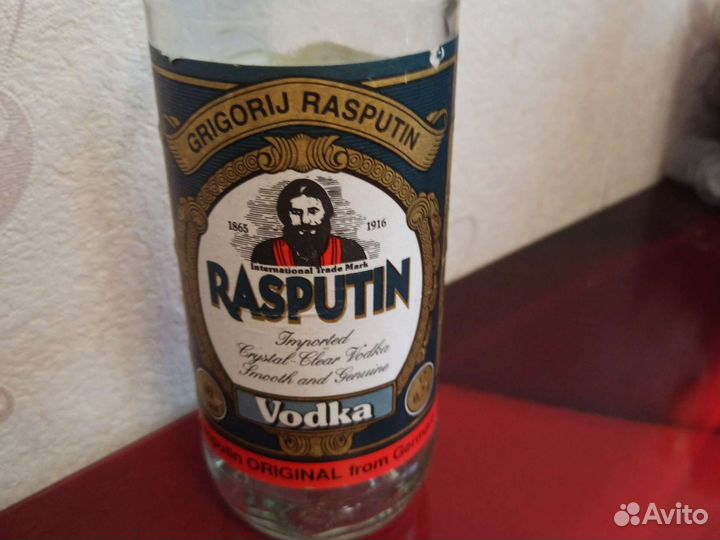 GRIGORIJ RASPUTIN
1865 1916
International Trade Mark
RASPUTIN
Imported
Crystal-Clear Vodka
Smooth and Genuine
Vodka
ORIGINAL from
Avito